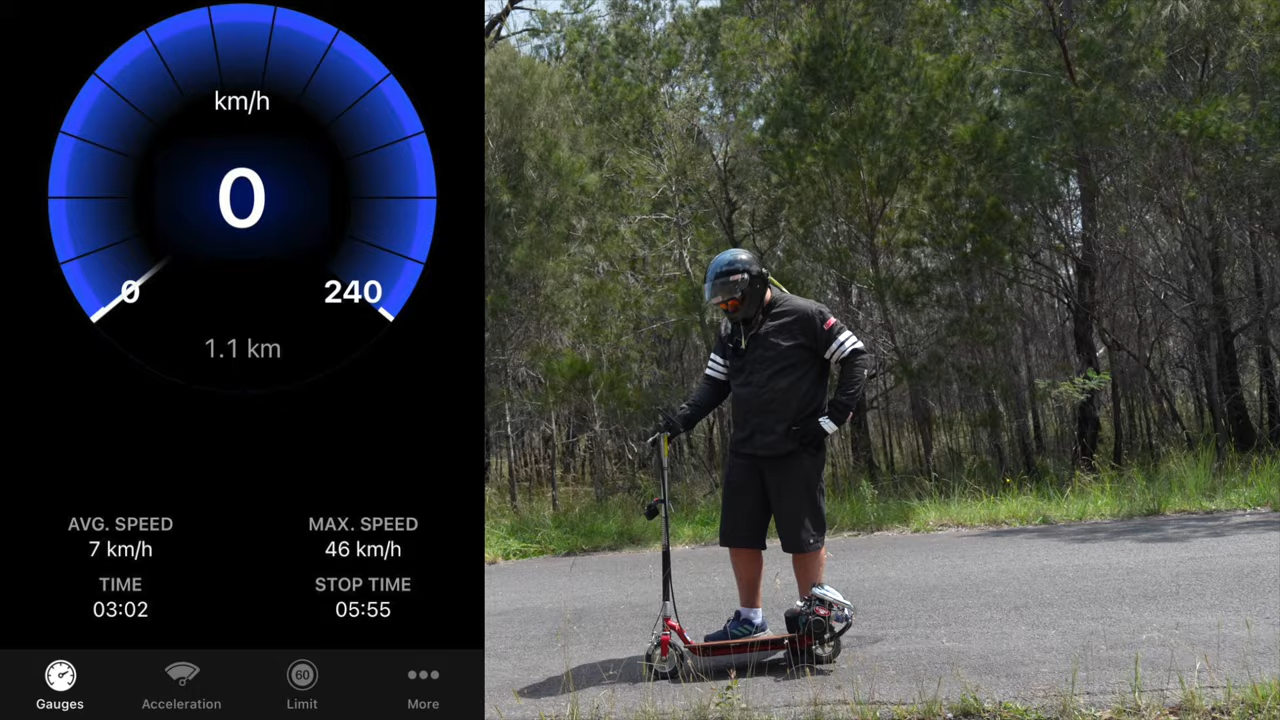 km/h
0
0
240
1.1 km
AVG. SPEED
7 km/h
MAX. SPEED
46 km/h
TIME
03:02
STOP TIME
05:55
60
Gauges
Acceleration
Limit
More